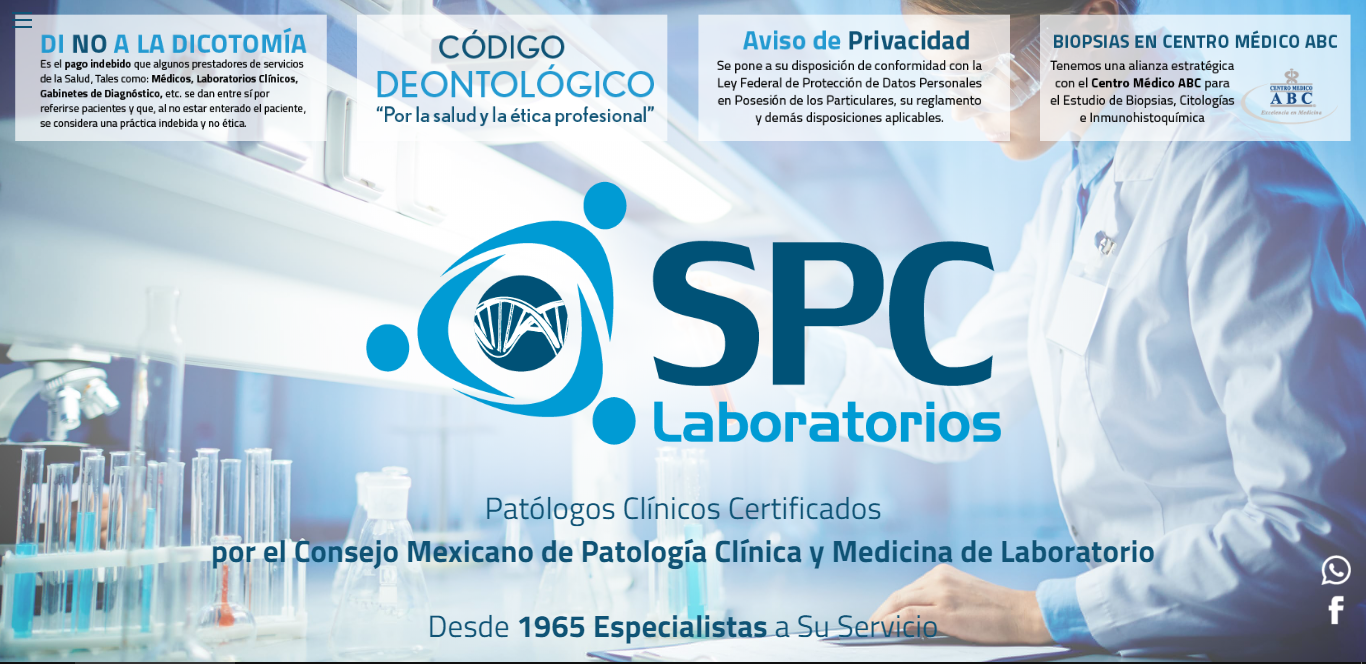 DI NO A LA DICOTOMÍA
Es el pago indebido que algunos prestadores de servicios
de la Salud, Tales como: Médicos, Laboratorios Clínicos,
Gabinetes de Diagnóstico, etc. se dan entre sí por
referirse pacientes y que, al no estar enterado el paciente,
se considera una práctica indebida y no ética.
CÓDIGO
DEONTOLÓGICO
“Por la salud y la ética profesional”
Aviso de Privacidad
Se pone a su disposición de conformidad con la
Ley Federal de Protección de Datos Personales
en Posesión de los Particulares, su reglamento
y demás disposiciones aplicables.
BIOPSIAS EN CENTRO MÉDICO ABC
Tenemos una alianza estratégica
con el Centro Médico ABC para
el Estudio de Biopsias, Citologías
e Inmunohistoquímica
CENTRO MEDICO
ABC
Excelencia en Medicina
SPC
Laboratorios
Patólogos Clínicos Certificados
por el Consejo Mexicano de Patología Clínica y Medicina de Laboratorio
Desde 1965 Especialistas a Su Servicio